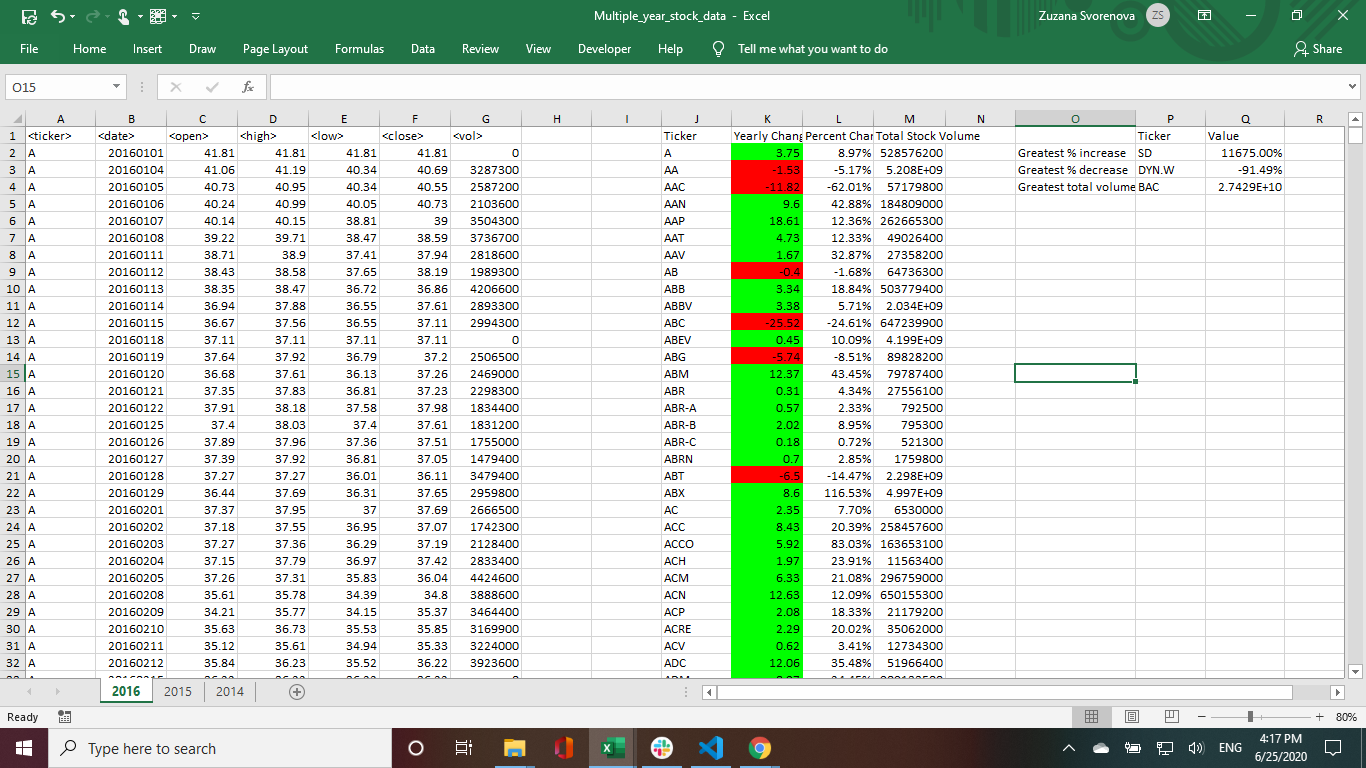 Multiple_year_stock_data - Excel
Zuzana Svorenova ZS
File Home Insert Draw Page Layout Formulas Data Review View Developer Help Tell me what you want to do Share
O15 fx
A B C D E F G H I J K L M N O P Q R
1 <ticker> <date> <open> <high> <low> <close> <vol> Ticker Yearly Chang Percent Char Total Stock Volume Ticker Value
2 A 20160101 41.81 41.81 41.81 41.81 0 A 3.75 8.97% 528576200 Greatest % increase SD 11675.00%
3 A 20160104 41.06 41.19 40.34 40.69 3287300 AA -1.53 -5.17% 5.208E+09 Greatest % decrease DYN.W -91.49%
4 A 20160105 40.73 40.95 40.34 40.55 2587200 AAC -11.82 -62.01% 57179800 Greatest total volume BAC 2.7429E+10
5 A 20160106 40.24 40.99 40.05 40.73 2103600 AAN 9.6 42.88% 184809000
6 A 20160107 40.14 40.15 38.81 39 3504300 AAP 18.61 12.36% 262665300
7 A 20160108 39.22 39.71 38.47 38.59 3736700 AAT 4.73 12.33% 49026400
8 A 20160111 38.71 38.9 37.41 37.94 2818600 AAV 1.67 32.87% 27358200
9 A 20160112 38.43 38.58 37.65 38.19 1989300 AB -0.4 -1.68% 64736300
10 A 20160113 38.35 38.47 36.72 36.86 4206600 ABB 3.34 18.84% 503779400
11 A 20160114 36.94 37.88 36.55 37.61 2893300 ABBV 3.38 5.71% 2.034E+09
12 A 20160115 36.67 37.56 36.55 37.11 2994300 ABC -25.52 -24.61% 647239900
13 A 20160118 37.11 37.11 37.11 37.11 0 ABEV 0.45 10.09% 4.199E+09
14 A 20160119 37.64 37.92 36.79 37.2 2506500 ABG -5.74 -8.51% 89828200
15 A 20160120 36.68 37.61 36.13 37.26 2469000 ABM 12.37 43.45% 79787400
16 A 20160121 37.35 37.83 36.81 37.23 2298300 ABR 0.31 4.34% 27556100
17 A 20160122 37.91 38.18 37.58 37.98 1834400 ABR-A 0.57 2.33% 792500
18 A 20160125 37.4 38.03 37.4 37.61 1831200 ABR-B 2.02 8.95% 795300
19 A 20160126 37.89 37.96 37.36 37.51 1755000 ABR-C 0.18 0.72% 521300
20 A 20160127 37.39 37.92 36.81 37.05 1479400 ABRN 0.7 2.85% 1759800
21 A 20160128 37.27 37.27 36.01 36.11 3479400 ABT -6.5 -14.47% 2.298E+09
22 A 20160129 36.44 37.69 36.31 37.65 2959800 ABX 8.6 116.53% 4.997E+09
23 A 20160201 37.37 37.95 37 37.69 2666500 AC 2.35 7.70% 6530000
24 A 20160202 37.18 37.55 36.95 37.07 1742300 ACC 8.43 20.39% 258457600
25 A 20160203 37.27 37.36 36.29 37.19 2128400 ACCO 5.92 83.03% 163653100
26 A 20160204 37.15 37.79 36.97 37.42 2833400 ACH 1.97 23.91% 11563400
27 A 20160205 37.26 37.31 35.83 36.04 4424600 ACM 6.33 21.08% 296759000
28 A 20160208 35.61 35.78 34.39 34.8 3888600 ACN 12.63 12.09% 650155300
29 A 20160209 34.21 35.77 34.15 35.37 3464400 ACP 2.08 18.33% 21179200
30 A 20160210 35.63 36.73 35.53 35.85 3169900 ACRE 2.29 20.02% 35062000
31 A 20160211 35.12 35.61 34.94 35.33 3224000 ACV 0.62 3.41% 12734300
32 A 20160212 35.84 36.23 35.52 36.22 3923600 ADC 12.06 35.48% 51966400
2016 2015 2014
Ready 80%
Type here to search
ENG 4:17 PM
6/25/2020